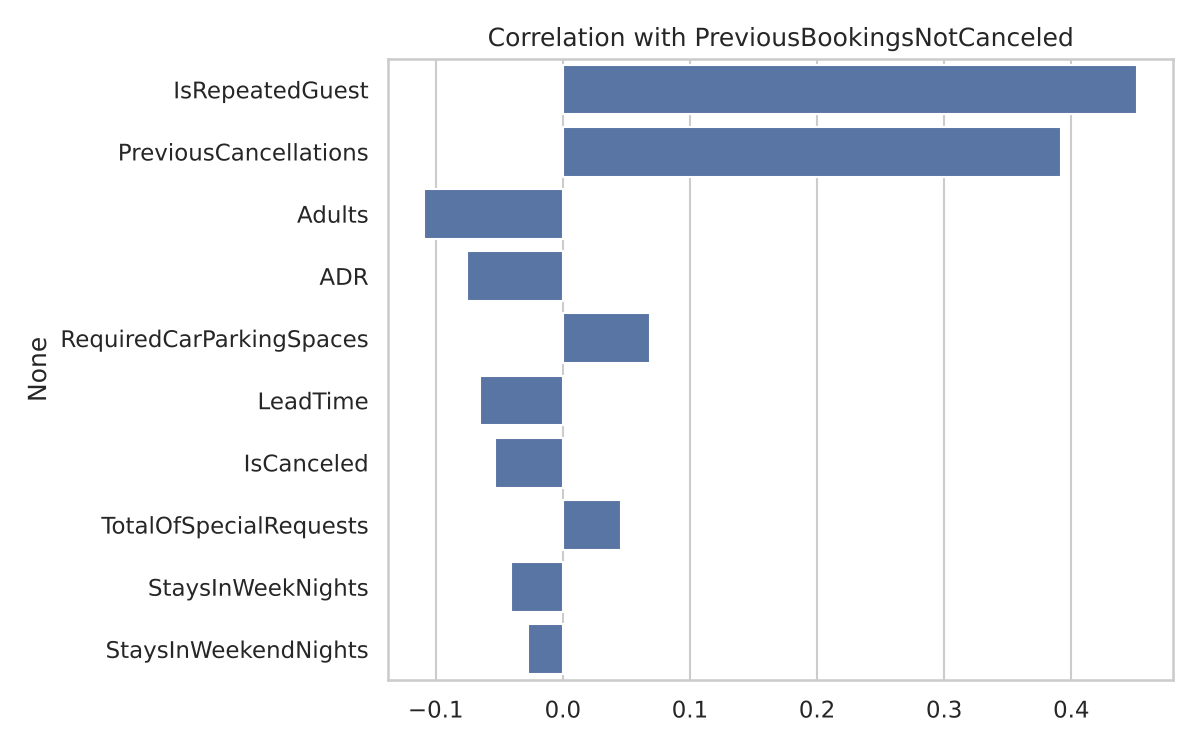 Correlation with PreviousBookingsNotCanceled
IsRepeatedGuest
PreviousCancellations
Adults
ADR
RequiredCarParkingSpaces
LeadTime
IsCanceled
TotalOfSpecialRequests
StaysInWeekNights
StaysInWeekendNights
None
−0.1 0.0 0.1 0.2 0.3 0.4